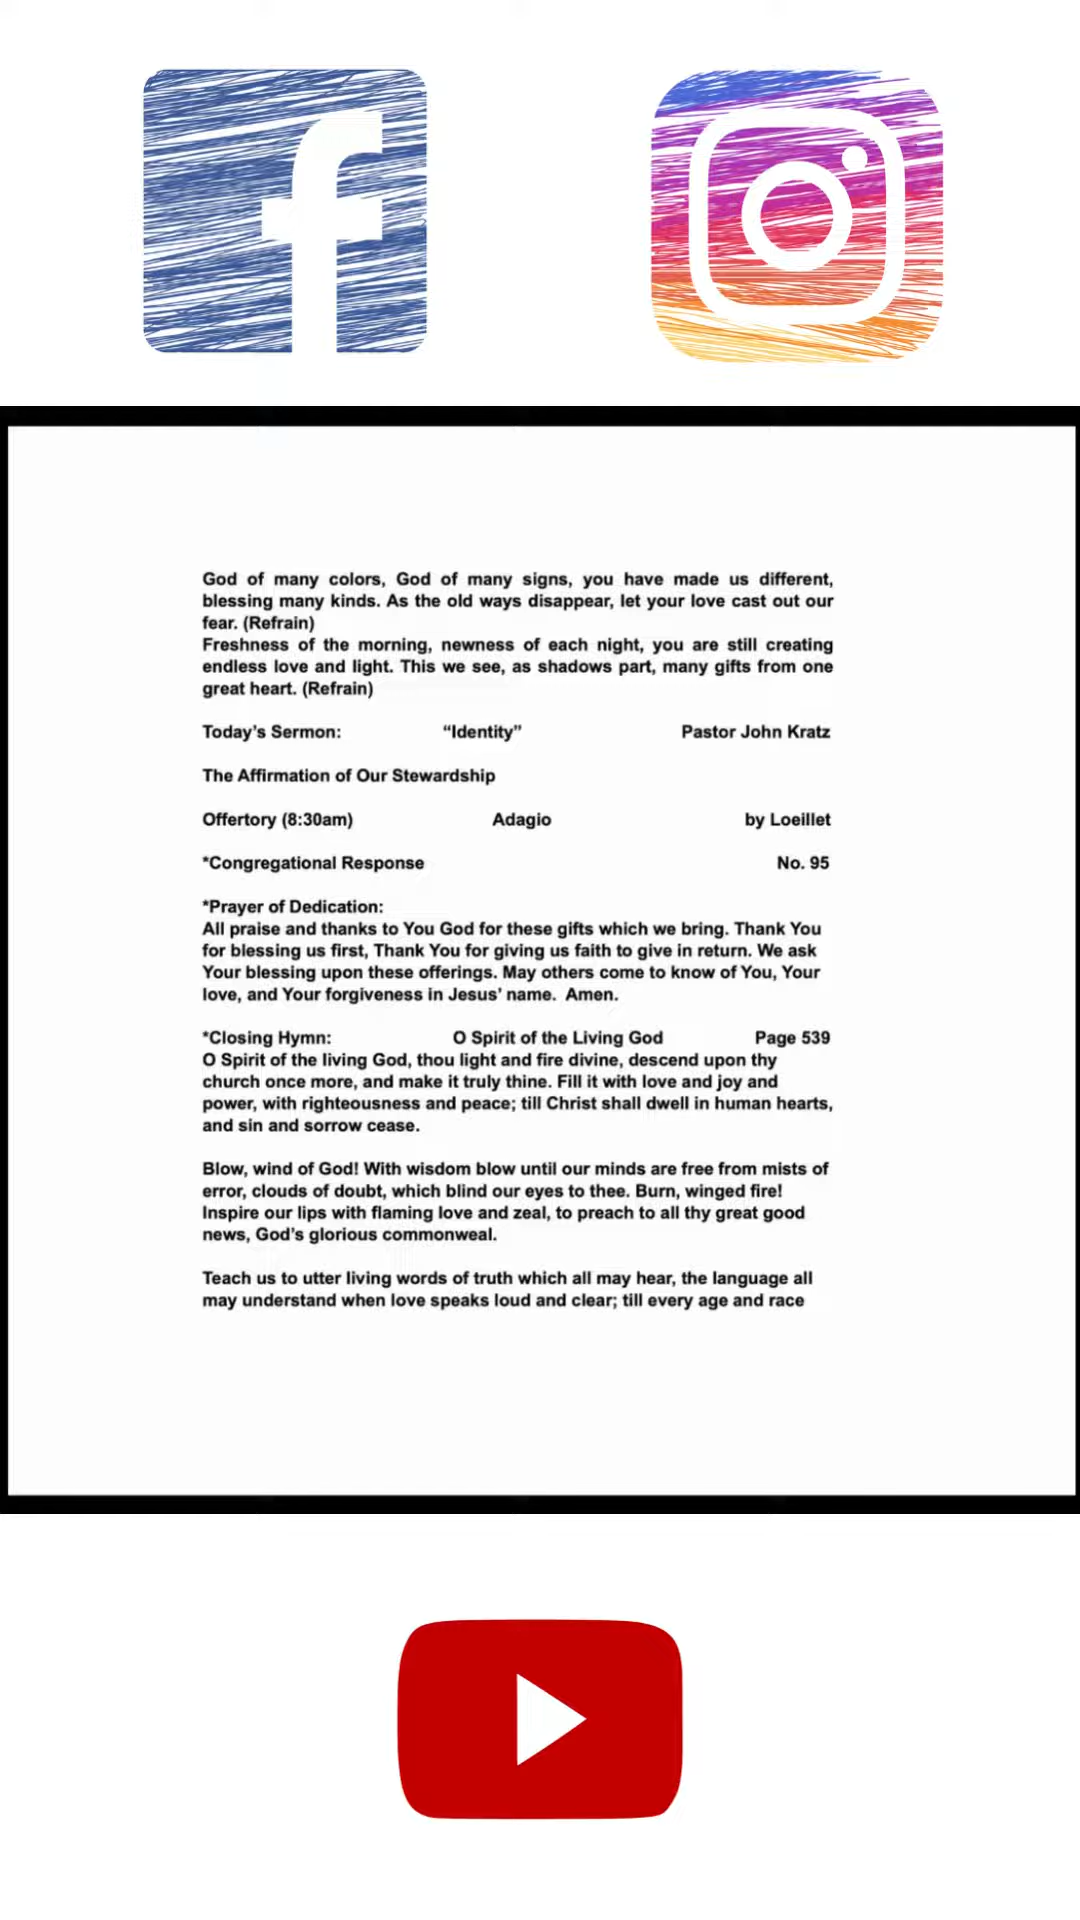 God of many colors, God of many signs, you have made us different,
blessing many kinds. As the old ways disappear, let your love cast out our
fear. (Refrain)
Freshness of the morning, newness of each night, you are still creating
endless love and light. This we see, as shadows part, many gifts from one
great heart. (Refrain)
Today’s Sermon: “Identity” Pastor John Kratz
The Affirmation of Our Stewardship
Offertory (8:30am) Adagio by Loeillet
*Congregational Response No. 95
*Prayer of Dedication:
All praise and thanks to You God for these gifts which we bring. Thank You
for blessing us first, Thank You for giving us faith to give in return. We ask
Your blessing upon these offerings. May others come to know of You, Your
love, and Your forgiveness in Jesus’ name. Amen.
*Closing Hymn: O Spirit of the Living God Page 539
O Spirit of the living God, thou light and fire divine, descend upon thy
church once more, and make it truly thine. Fill it with love and joy and
power, with righteousness and peace; till Christ shall dwell in human hearts,
and sin and sorrow cease.
Blow, wind of God! With wisdom blow until our minds are free from mists of
error, clouds of doubt, which blind our eyes to thee. Burn, winged fire!
Inspire our lips with flaming love and zeal, to preach to all thy great good
news, God’s glorious commonweal.
Teach us to utter living words of truth which all may hear, the language all
may understand when love speaks loud and clear; till every age and race